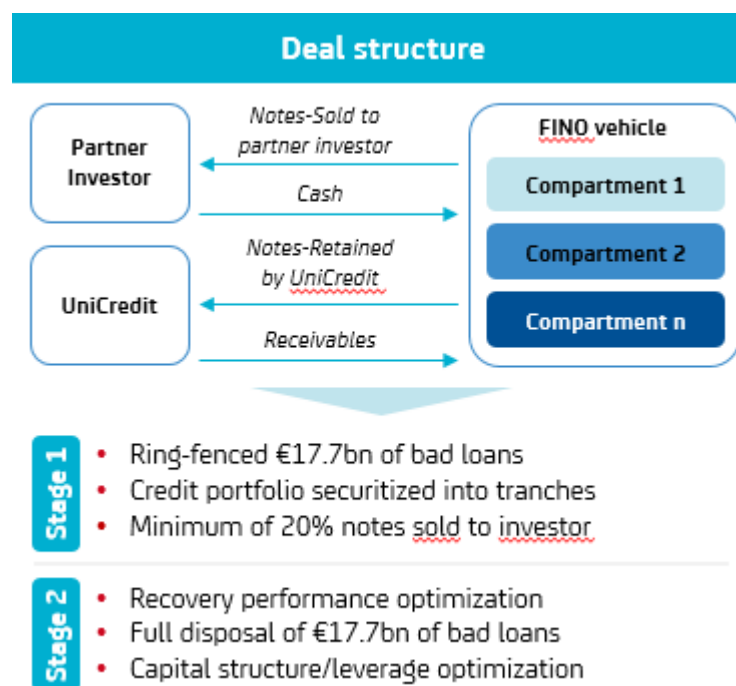 Deal structure
Partner
Investor
Notes-Sold to
partner investor
Cash
UniCredit
Notes-Retained
by UniCredit
Receivables
FINO vehicle
Compartment 1
Compartment 2
Compartment n
Stage 1
• Ring-fenced €17.7bn of bad loans
• Credit portfolio securitized into tranches
• Minimum of 20% notes sold to investor
Stage 2
• Recovery performance optimization
• Full disposal of €17.7bn of bad loans
• Capital structure/leverage optimization